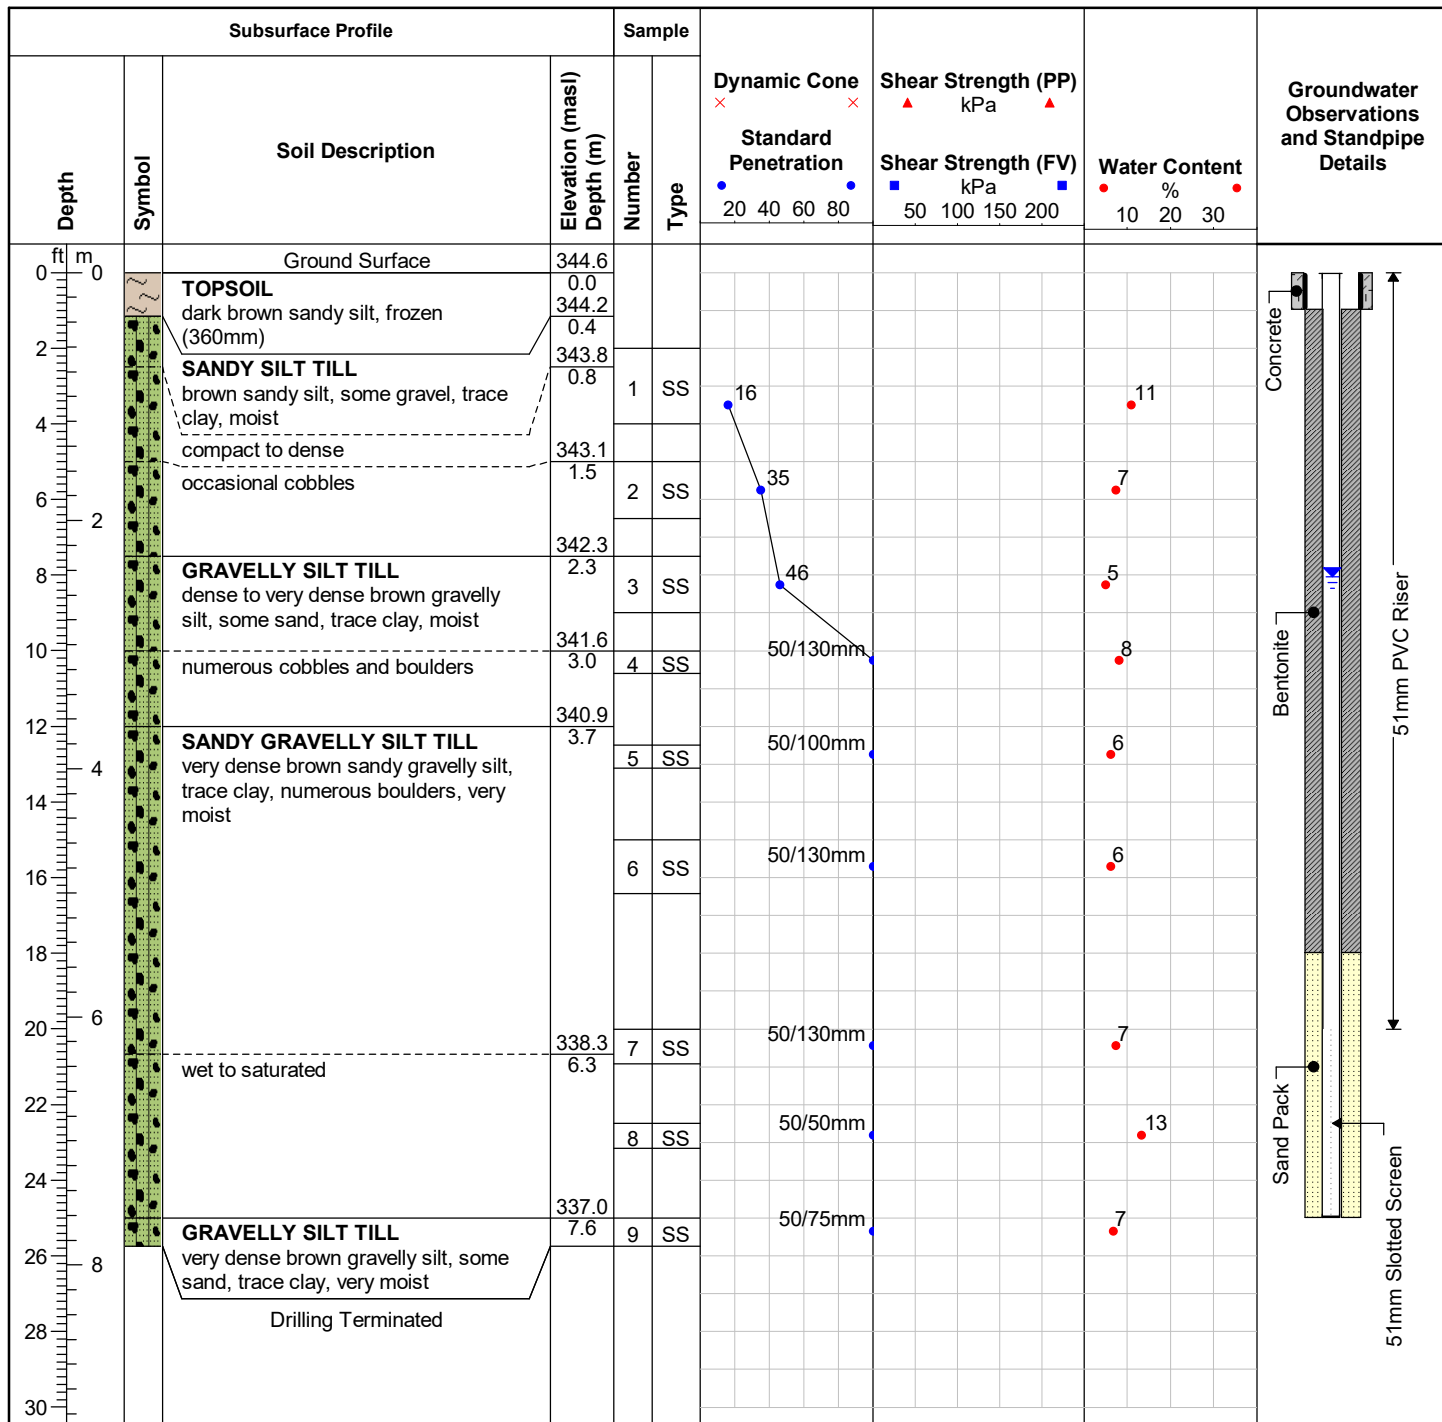 Subsurface Profile
Sample
Depth
Symbol
Soil Description
Elevation (masl)
Depth (m)
Number
Type
Dynamic Cone
Standard
Penetration
20 40 60 80
Shear Strength (PP)
kPa
Shear Strength (FV)
kPa
50 100 150 200
Water Content
%
10 20 30
Groundwater
Observations
and Standpipe
Details
ft m
Ground Surface
344.6
0 0
0.0
TOPSOIL
dark brown sandy silt, frozen
(360mm)
344.2
0.4
2
343.8
0.8
SANDY SILT TILL
brown sandy silt, some gravel, trace
clay, moist
1 SS
16
11
4
compact to dense
343.1
1.5
occasional cobbles
2 SS
35
7
6
2
342.3
2.3
8
GRAVELLY SILT TILL
dense to very dense brown gravelly
silt, some sand, trace clay, moist
3 SS
46
5
341.6
10
3.0
numerous cobbles and boulders
4 SS
50/130mm
8
340.9
12
3.7
SANDY GRAVELLY SILT TILL
very dense brown sandy gravelly silt,
trace clay, numerous boulders, very
moist
5 SS
50/100mm
6
4
14
6 SS
50/130mm
6
16
18
6
20
338.3
6.3
7 SS
50/130mm
7
wet to saturated
22
8 SS
50/50mm
13
24
337.0
7.6
GRAVELLY SILT TILL
very dense brown gravelly silt, some
sand, trace clay, very moist
9 SS
50/75mm
7
26
8
Drilling Terminated
28
30
Concrete
Bentonite
51mm PVC Riser
Sand Pack
51mm Slotted Screen